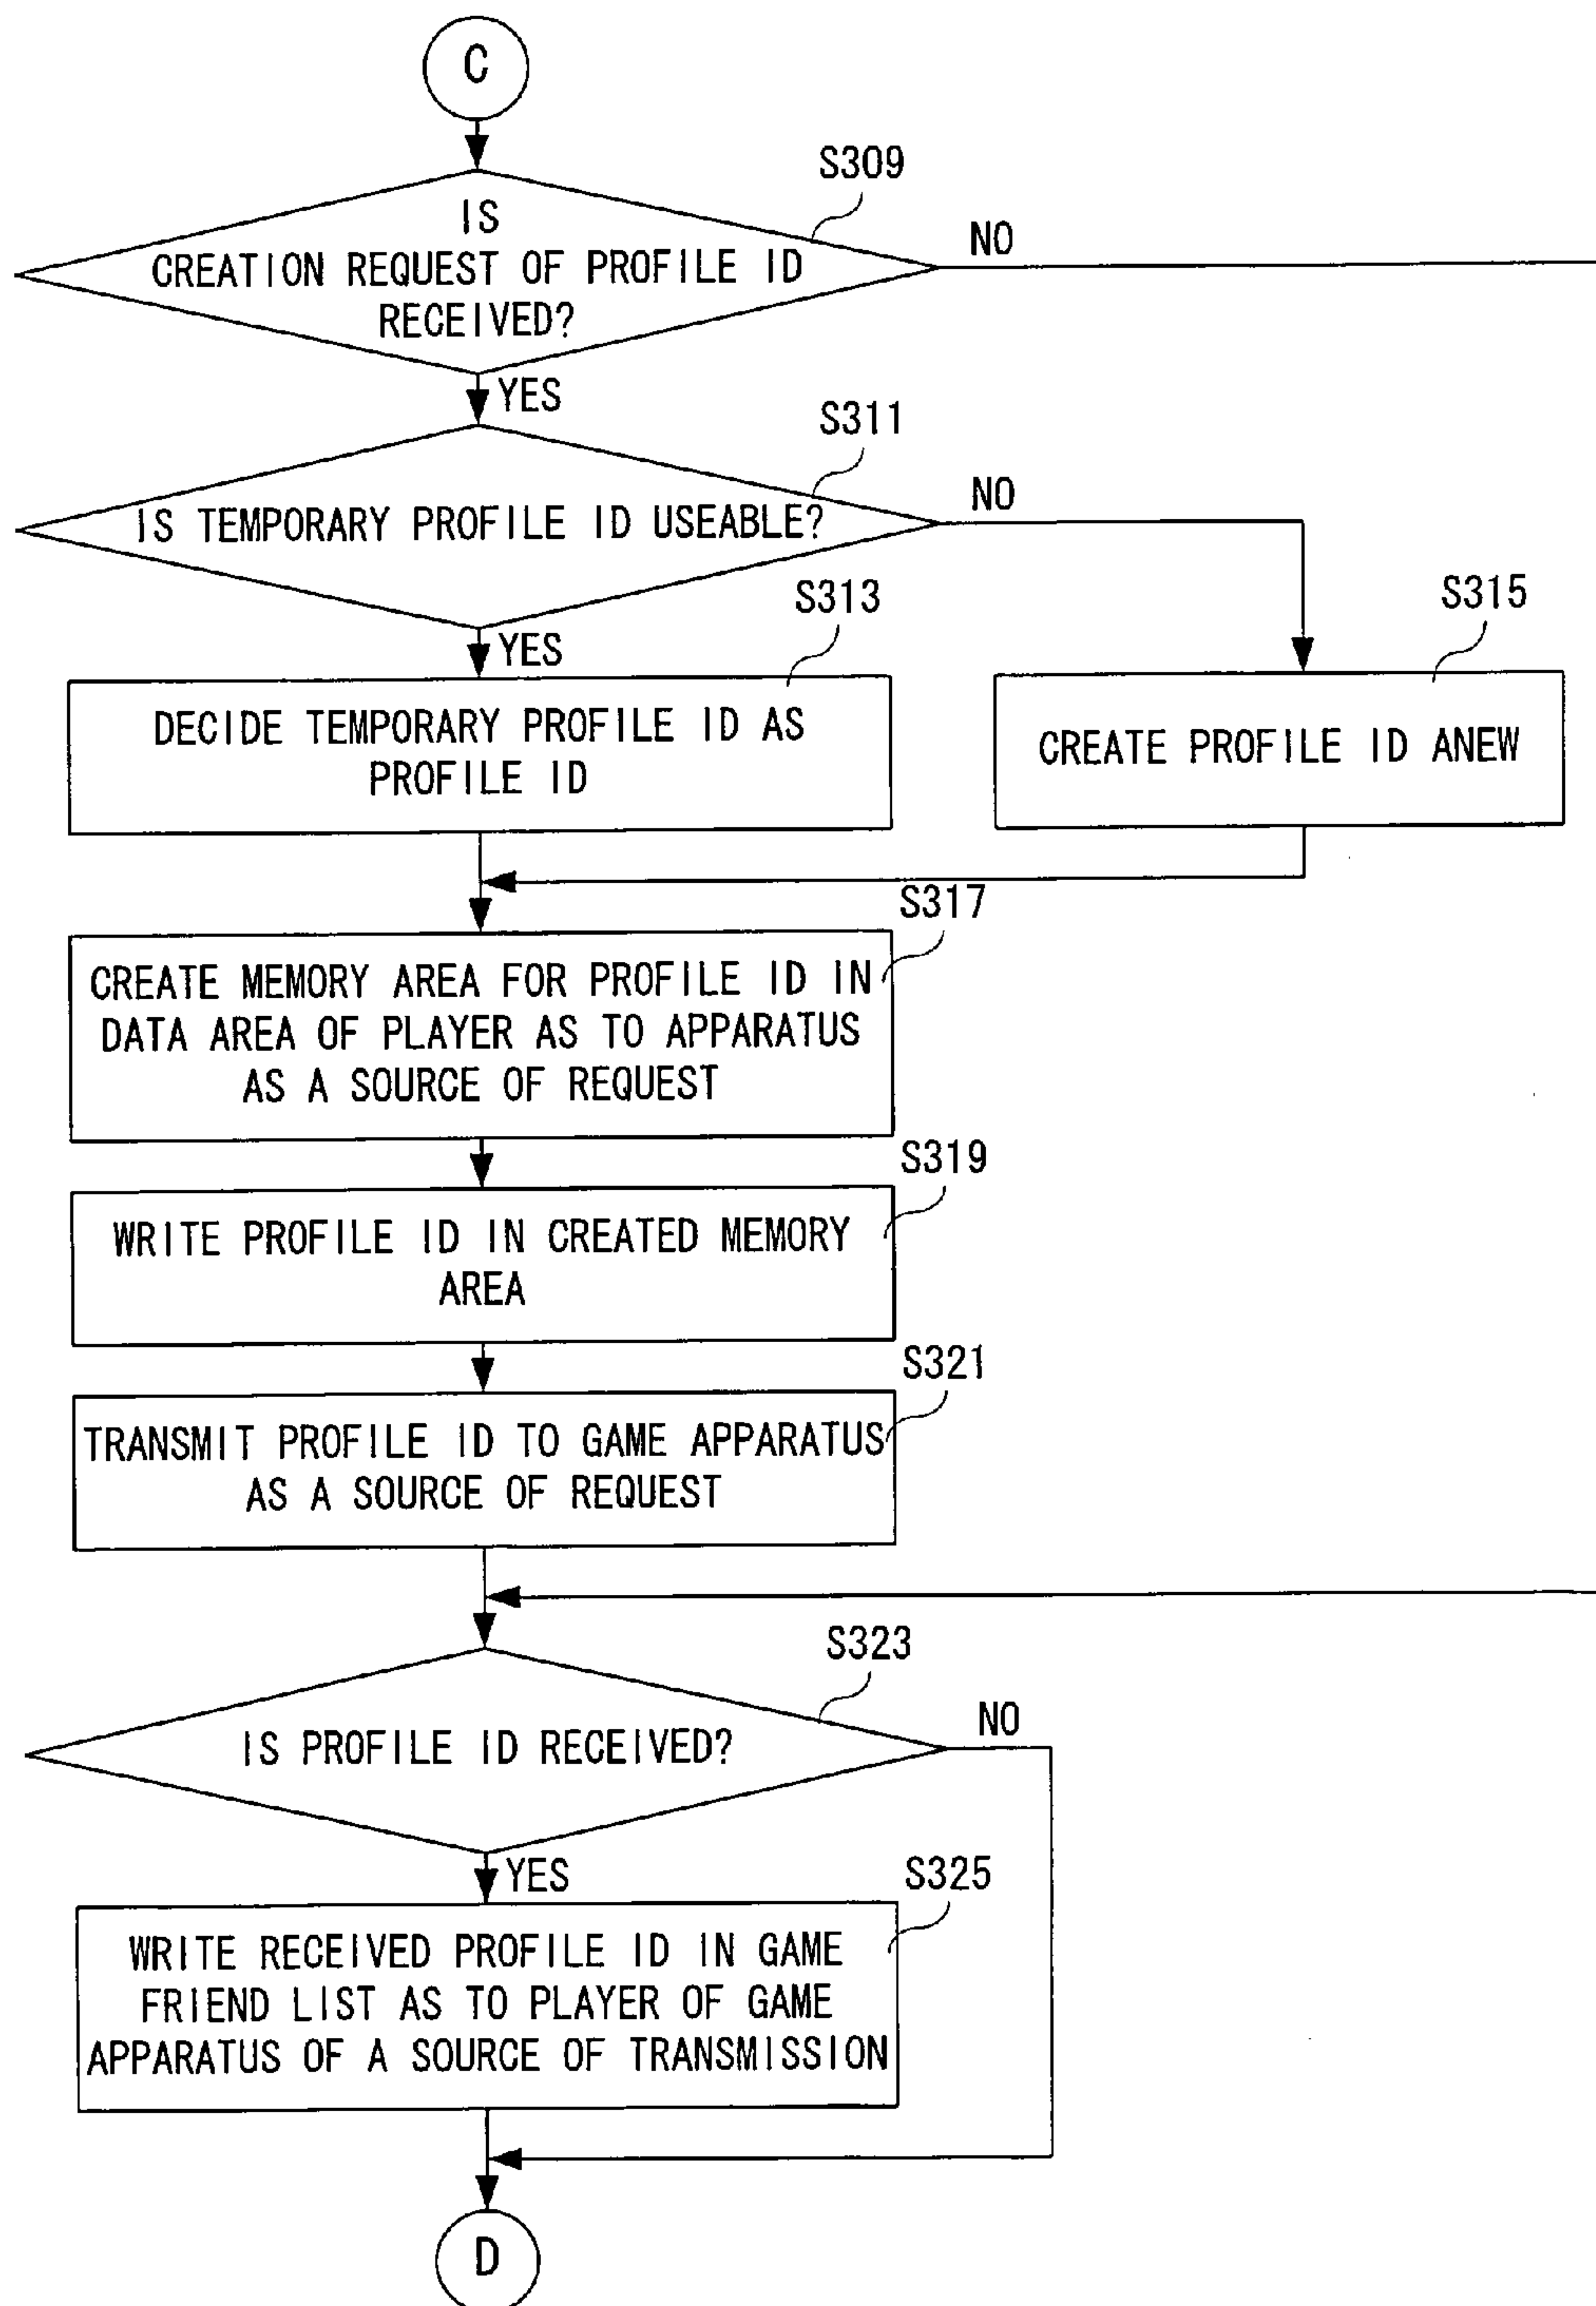 C
S309
IS
CREATION REQUEST OF PROFILE ID
RECEIVED?
NO
YES
S311
IS TEMPORARY PROFILE ID USEABLE?
NO
YES
S313
DECIDE TEMPORARY PROFILE ID AS
PROFILE ID
S315
CREATE PROFILE ID ANEW
S317
CREATE MEMORY AREA FOR PROFILE ID IN
DATA AREA OF PLAYER AS TO APPARATUS
AS A SOURCE OF REQUEST
S319
WRITE PROFILE ID IN CREATED MEMORY
AREA
S321
TRANSMIT PROFILE ID TO GAME APPARATUS
AS A SOURCE OF REQUEST
S323
IS PROFILE ID RECEIVED?
NO
YES
S325
WRITE RECEIVED PROFILE ID IN GAME
FRIEND LIST AS TO PLAYER OF GAME
APPARATUS OF A SOURCE OF TRANSMISSION
D